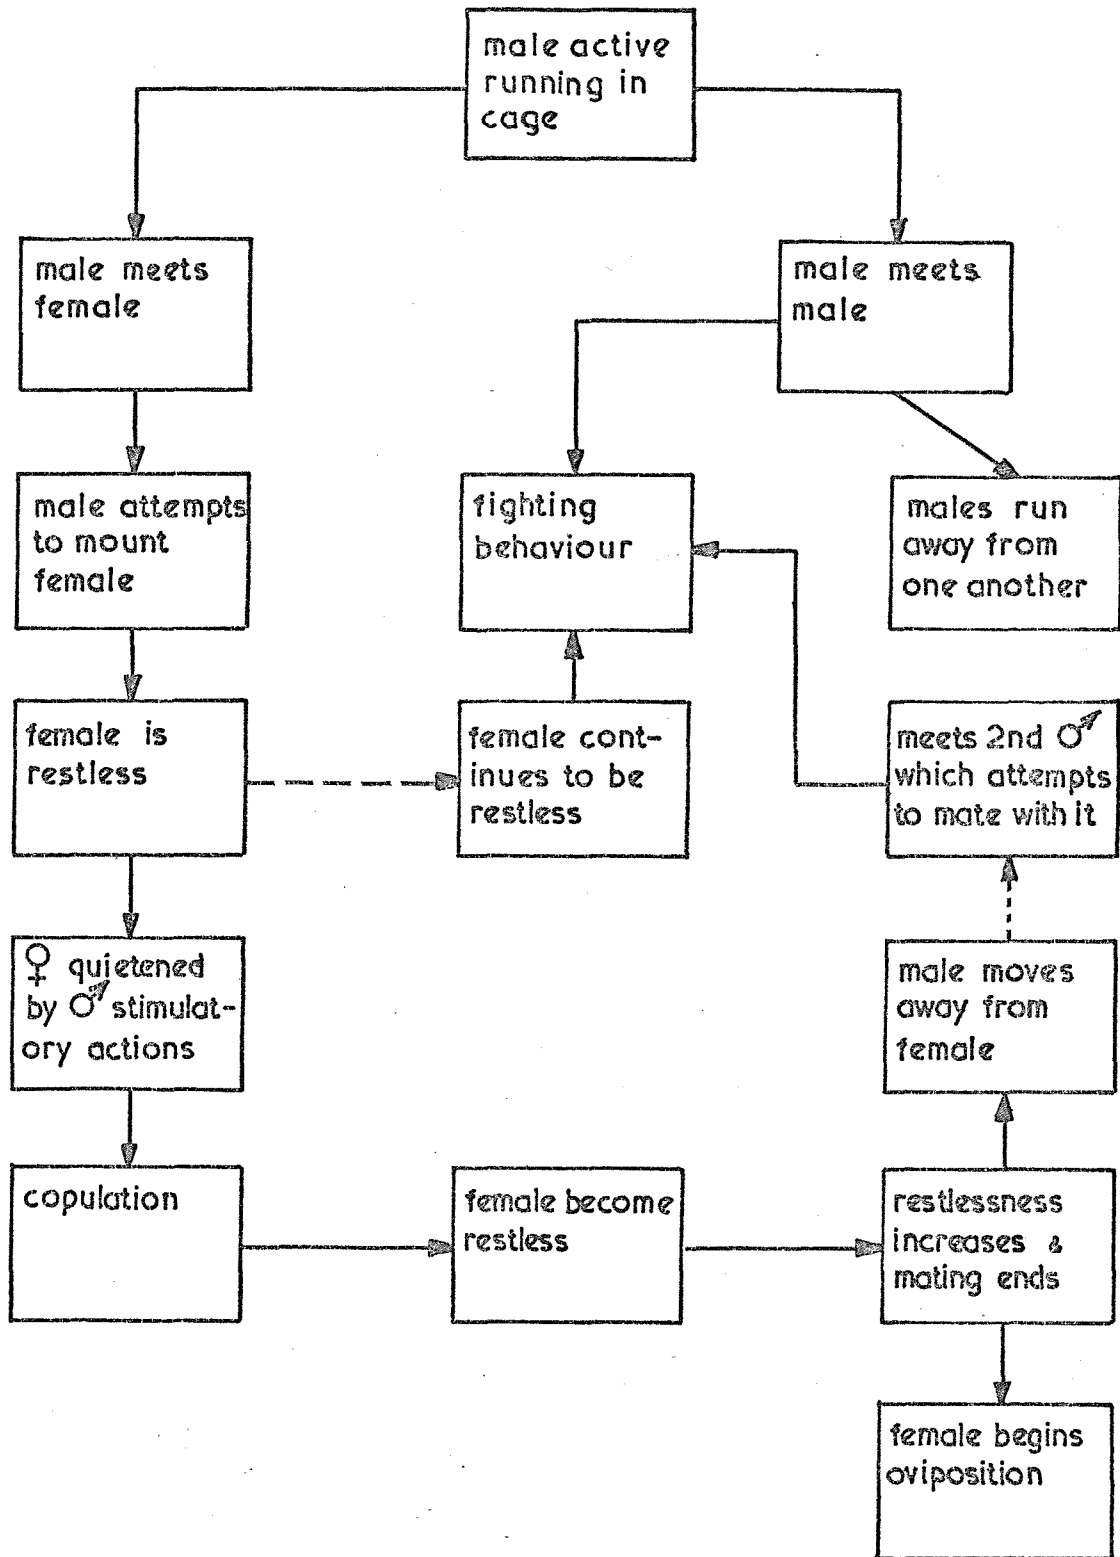 male active
running in
cage
male meets
female
male meets
male
male attempts
to mount
female
fighting
behaviour
males run
away from
one another
female is
restless
female cont-
inues to be
restless
meets 2nd ♂
which attempts
to mate with it
♀ quietened
by ♂ stimulat-
ory actions
male moves
away from
female
copulation
female become
restless
restlessness
increases &
mating ends
female begins
oviposition